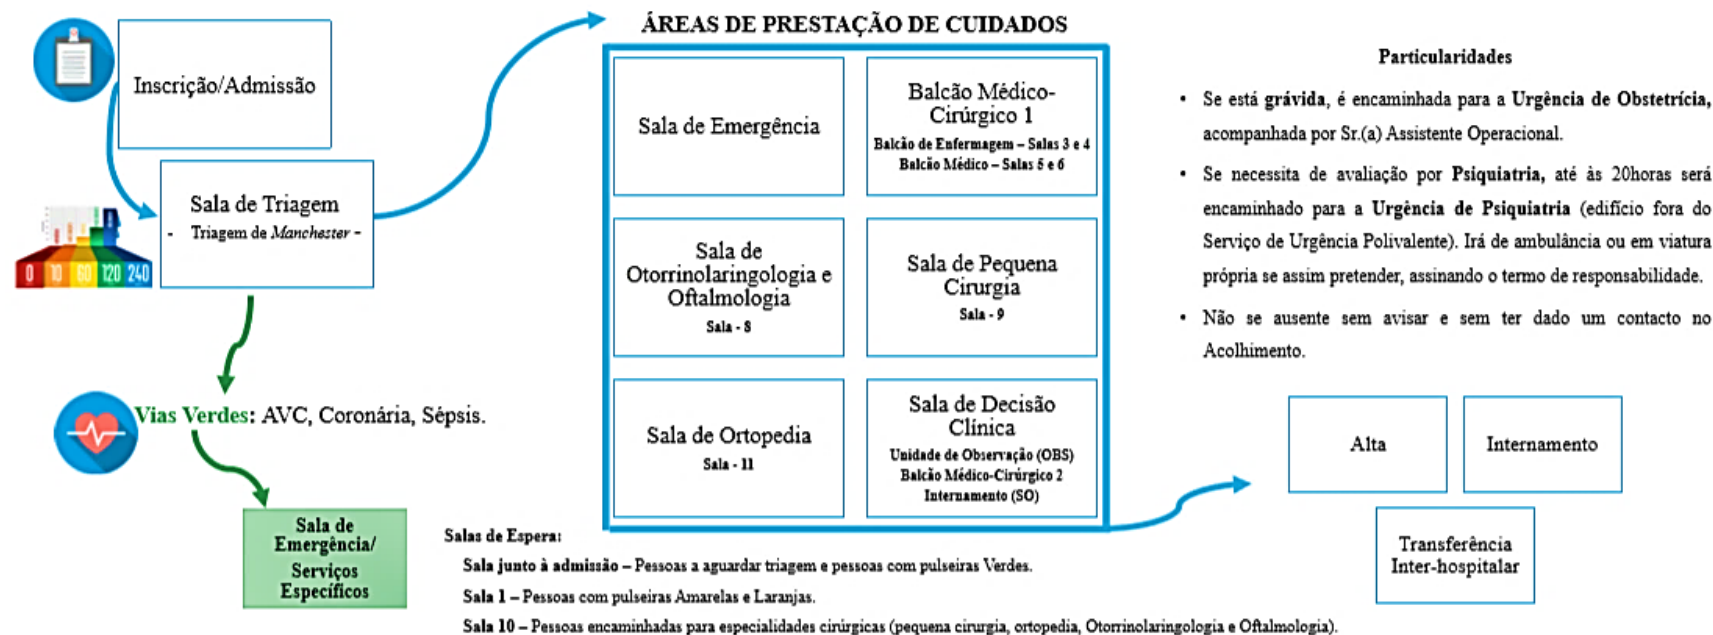 Inscrição/Admissão
Sala de Triagem
- Triagem de Manchester -
0 10 60 120 240
Vias Verdes: AVC, Coronária, Sépsis.
Sala de
Emergência/
Serviços
Específicos
ÁREAS DE PRESTAÇÃO DE CUIDADOS
Sala de Emergência
Balcão Médico-
Cirúrgico 1
Balcão de Enfermagem – Salas 3 e 4
Balcão Médico – Salas 5 e 6
Sala de
Otorrinolaringologia e
Oftalmologia
Sala - 8
Sala de Pequena
Cirurgia
Sala - 9
Sala de Ortopedia
Sala - 11
Sala de Decisão
Clínica
Unidade de Observação (OBS)
Balcão Médico-Cirúrgico 2
Internamento (SO)
Salas de Espera:
Sala junto à admissão – Pessoas a aguardar triagem e pessoas com pulseiras Verdes.
Sala 1 – Pessoas com pulseiras Amarelas e Laranjas.
Sala 10 – Pessoas encaminhadas para especialidades cirúrgicas (pequena cirurgia, ortopedia, Otorrinolaringologia e Oftalmologia).
Particularidades
• Se está grávida, é encaminhada para a Urgência de Obstetrícia,
acompanhada por Sr.(a) Assistente Operacional.
• Se necessita de avaliação por Psiquiatria, até às 20horas será
encaminhado para a Urgência de Psiquiatria (edifício fora do
Serviço de Urgência Polivalente). Irá de ambulância ou em viatura
própria se assim pretender, assinando o termo de responsabilidade.
• Não se ausente sem avisar e sem ter dado um contacto no
Acolhimento.
Alta
Internamento
Transferência
Inter-hospitalar